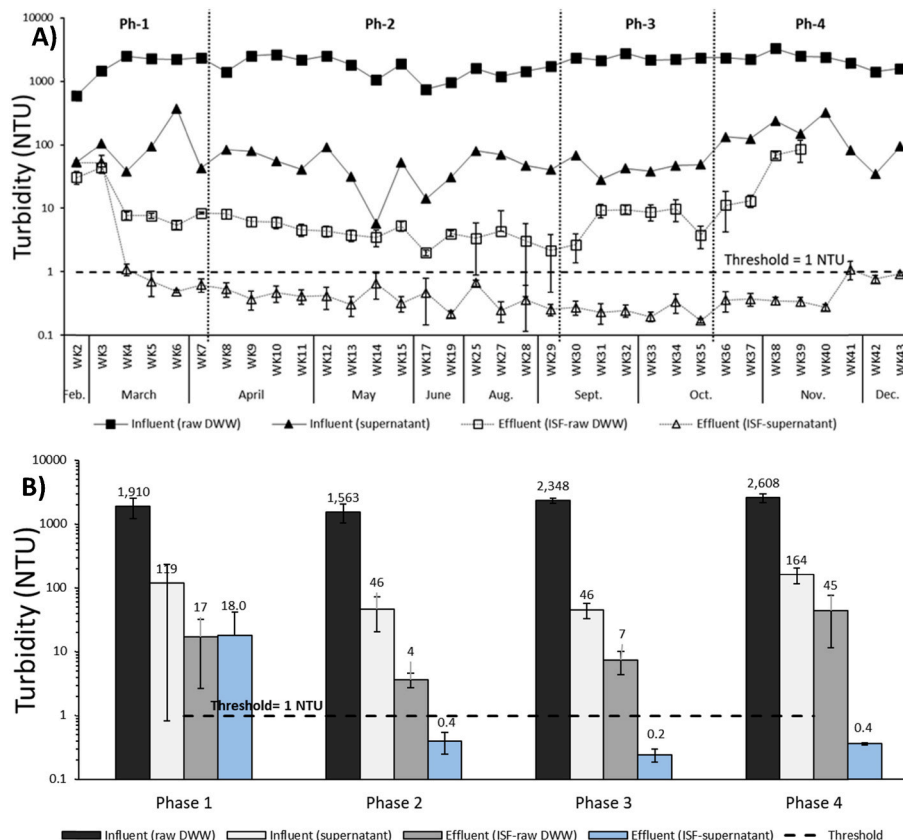 A)
Ph-1 Ph-2 Ph-3 Ph-4
Turbidity (NTU)
10000
1000
100
10
1
0.1
Threshold = 1 NTU
WK2 WK3 WK4 WK5 WK6 WK7 WK8 WK9 WK10 WK11 WK12 WK13 WK14 WK15 WK17 WK19 WK25 WK27 WK28 WK29 WK30 WK31 WK32 WK33 WK34 WK35 WK36 WK37 WK38 WK39 WK40 WK41 WK42 WK43
Feb. March April May June Aug. Sept. Oct. Nov. Dec.
Influent (raw DWW) Influent (supernatant) Effluent (ISF-raw DWW) Effluent (ISF-supernatant)
B)
Turbidity (NTU)
10000
1000
100
10
1
0.1
1,910 119 17 18.0
1,563 46 4 0.4
2,348 46 7 0.2
2,608 164 45 0.4
Threshold= 1 NTU
Phase 1 Phase 2 Phase 3 Phase 4
Influent (raw DWW) Influent (supernatant) Effluent (ISF-raw DWW) Effluent (ISF-supernatant) Threshold